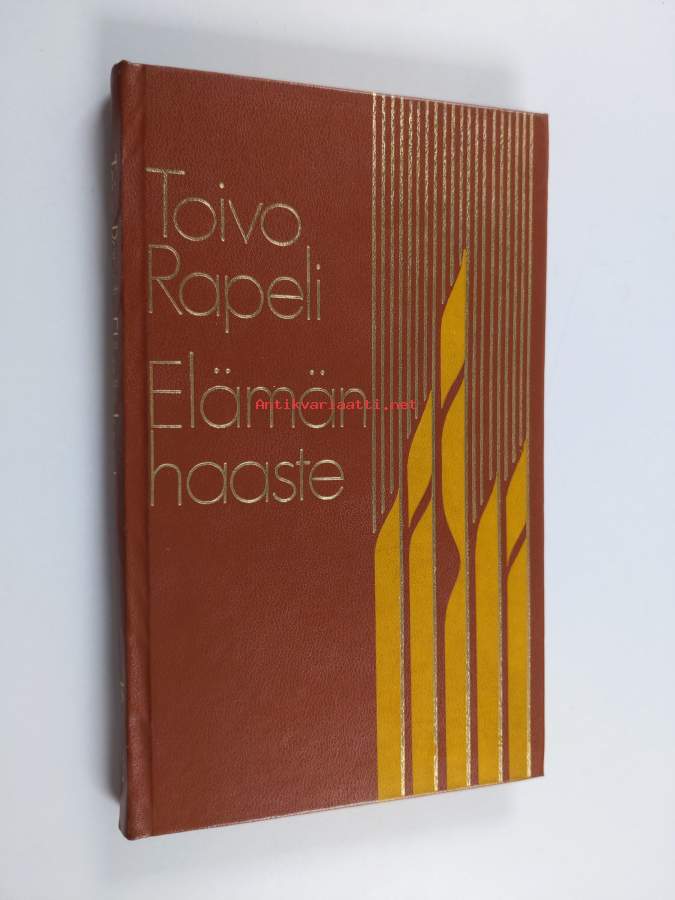 Toivo
Rapeli
Elämän
haaste
Antikvariaatti.net